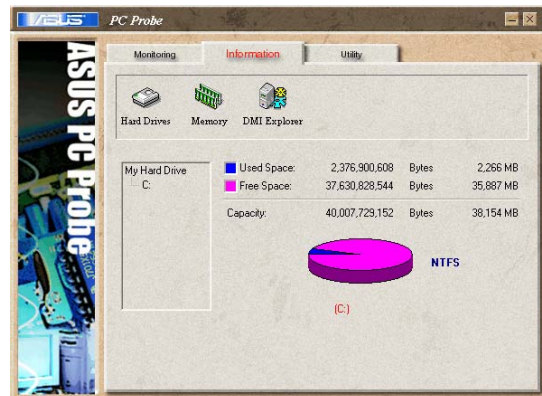 ASUS PC Probe
Monitoring Information Utility
ASUS PC Probe
Hard Drives Memory DMI Explorer
My Hard Drive
C:
Used Space: 2,376,900,608 Bytes 2,266 MB
Free Space: 37,630,828,544 Bytes 35,887 MB
Capacity: 40,007,729,152 Bytes 38,154 MB
NTFS
(C:)